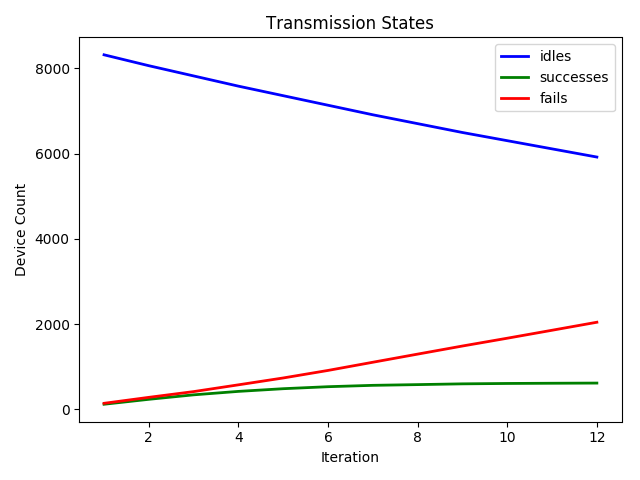 Transmission States
idles
successes
fails
8000
6000
4000
2000
0
Device Count
2 4 6 8 10 12
Iteration